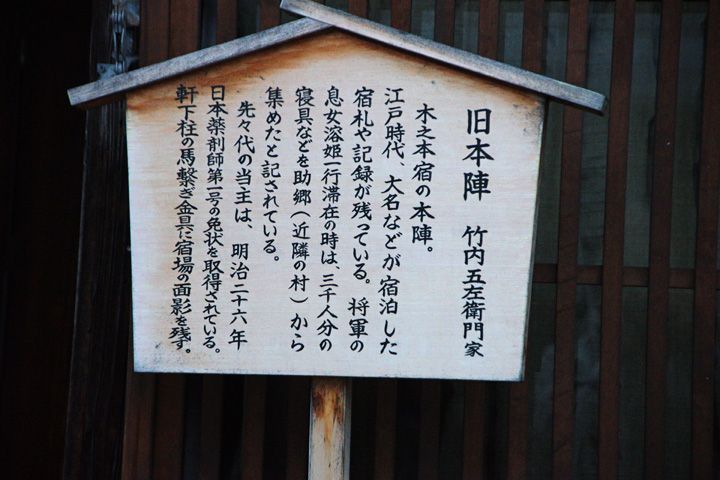 旧本陣　竹内五左衛門家
木之本宿の本陣。
江戸時代、大名などが宿泊した
宿札や記録が残っている。将軍の
息女溶姫一行滞在の時は、三千人分の
寝具などを助郷（近隣の村）から
集めたと記されている。
先々代の当主は、明治二十六年
日本薬剤師第一号の免状を取得されている。
軒下柱の馬繋ぎ金具に宿場の面影を残す。